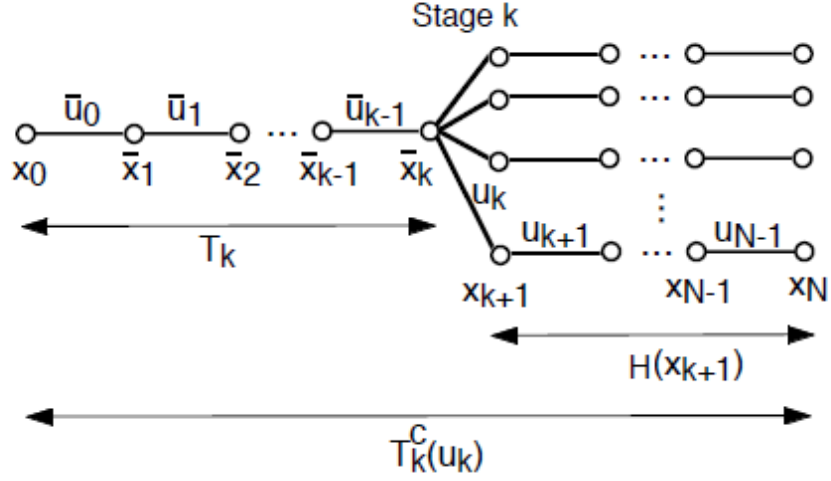 Stage k
ū0 ū1 ... ūk-1
x0 x̄1 x̄2 x̄k-1 x̄k
uk
Tk
uk+1 ... uN-1
xk+1 xN-1 xN
H(xk+1)
Tck(uk)